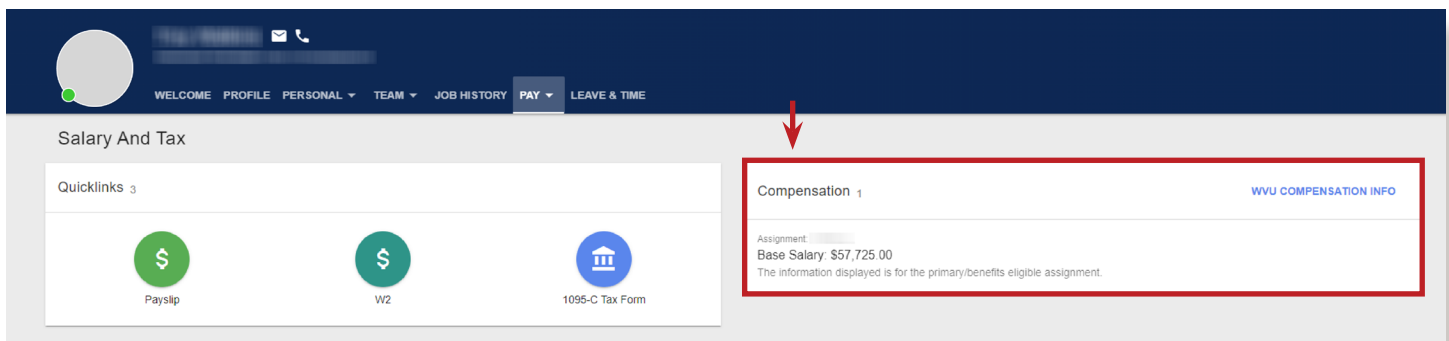 WELCOME PROFILE PERSONAL TEAM JOB HISTORY PAY LEAVE & TIME
Salary And Tax
Quicklinks 3
Payslip W2 1095-C Tax Form
Compensation 1 WVU COMPENSATION INFO
Assignment:
Base Salary: $57,725.00
The information displayed is for the primary/benefits eligible assignment.